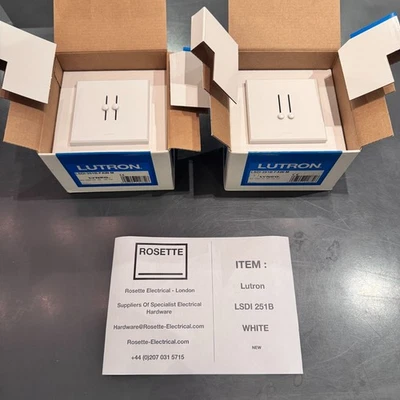 LUTRON
LUTRON
ROSETTE
Rosette Electrical - London
Suppliers Of Specialist Electrical
Hardware
Hardware@Rosette-Electrical.com
Rosette-Electrical.com
+44 (0)207 031 5715
ITEM :
Lutron
LSDI 251B
WHITE
NEW